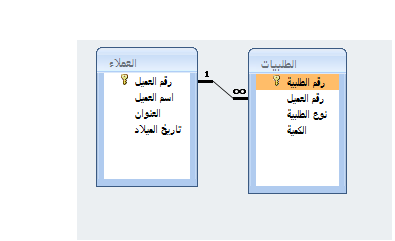 الطلبيات
رقم الطلبية
رقم العميل
نوع الطلبية
الكمية
1
∞
العملاء
رقم العميل
اسم العميل
العنوان
تاريخ الميلاد